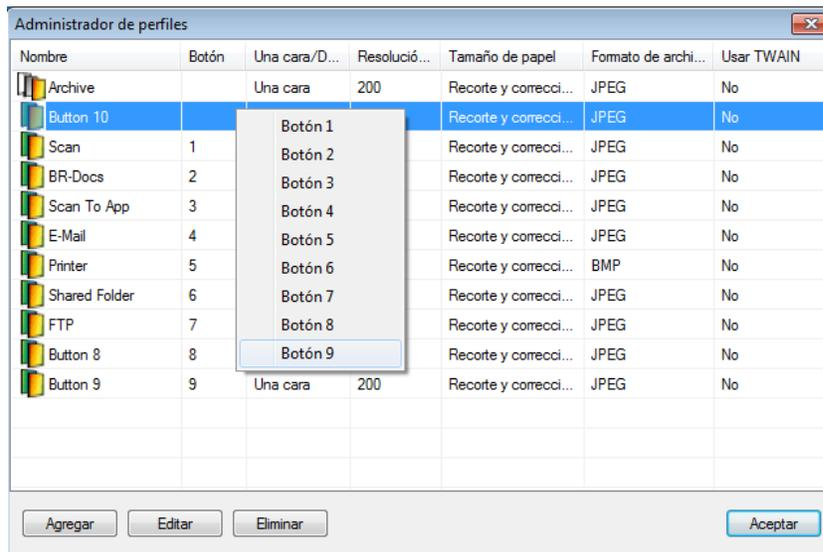 Administrador de perfiles
Nombre Botón Una cara/D... Resolució... Tamaño de papel Formato de archi... Usar TWAIN
Archive Una cara 200 Recorte y correcci... JPEG No
Button 10 Recorte y correcci... JPEG No
Scan 1 Recorte y correcci... JPEG No
BR-Docs 2 Recorte y correcci... JPEG No
Scan To App 3 Recorte y correcci... JPEG No
E-Mail 4 Recorte y correcci... JPEG No
Printer 5 Recorte y correcci... BMP No
Shared Folder 6 Recorte y correcci... JPEG No
FTP 7 Recorte y correcci... JPEG No
Button 8 8 Recorte y correcci... JPEG No
Button 9 9 Una cara 200 Recorte y correcci... JPEG No
Botón 1
Botón 2
Botón 3
Botón 4
Botón 5
Botón 6
Botón 7
Botón 8
Botón 9
Agregar Editar Eliminar Aceptar